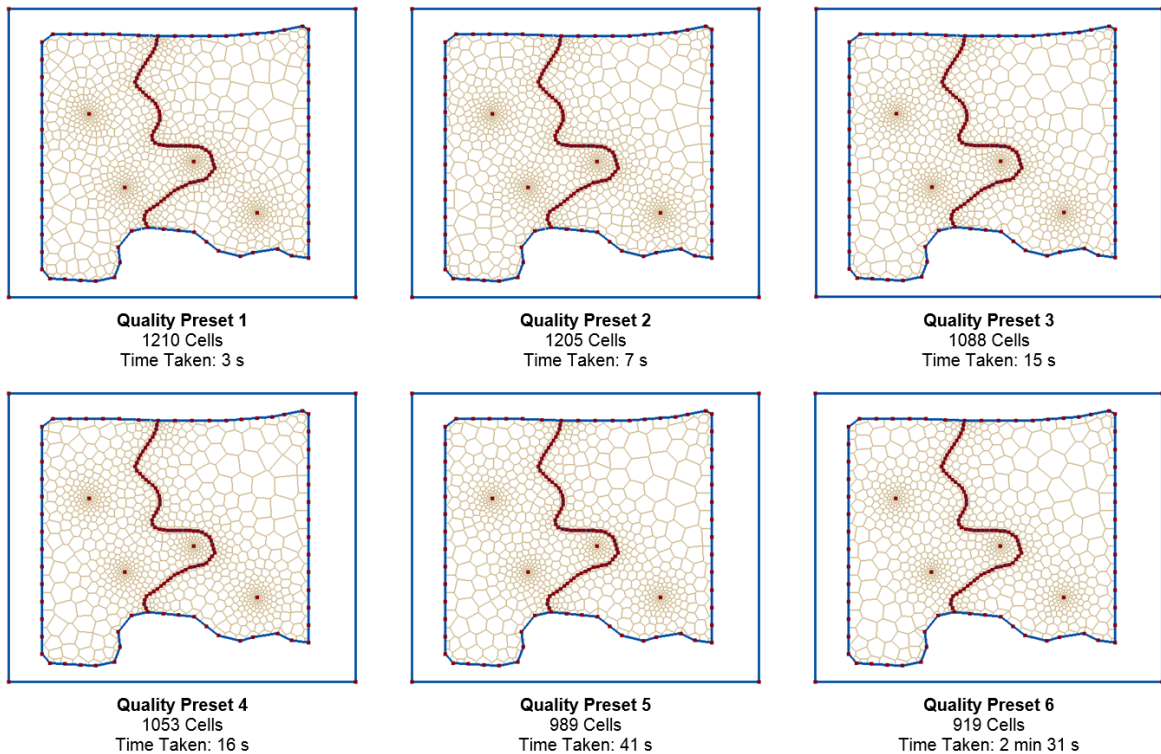 Quality Preset 1
1210 Cells
Time Taken: 3 s
Quality Preset 2
1205 Cells
Time Taken: 7 s
Quality Preset 3
1088 Cells
Time Taken: 15 s
Quality Preset 4
1053 Cells
Time Taken: 16 s
Quality Preset 5
989 Cells
Time Taken: 41 s
Quality Preset 6
919 Cells
Time Taken: 2 min 31 s